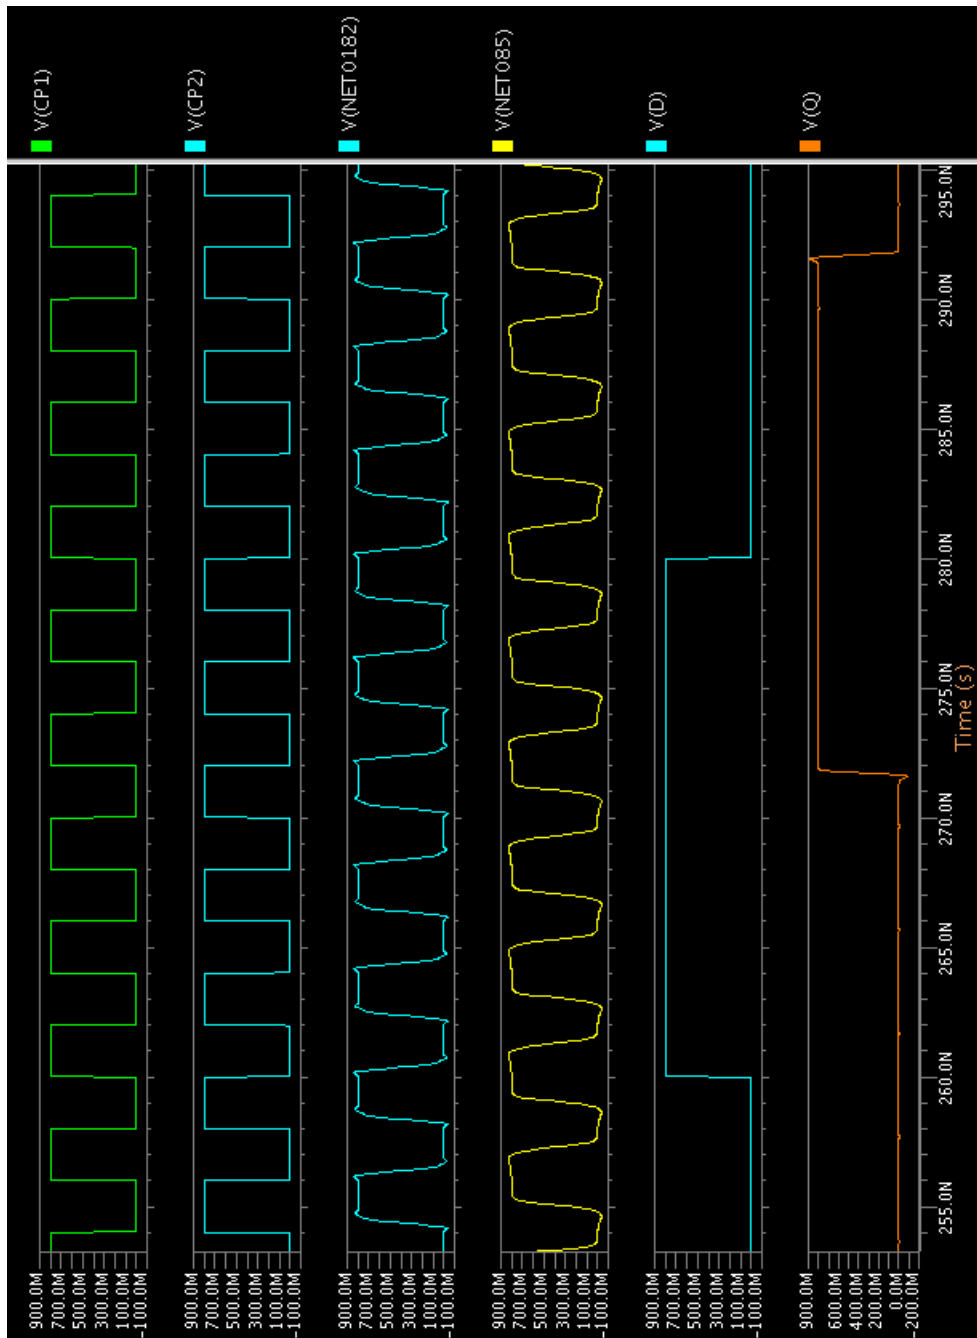 900.0M
700.0M
500.0M
300.0M
100.0M
-100.0M
V(CP1)
900.0M
700.0M
500.0M
300.0M
100.0M
-100.0M
V(CP2)
900.0M
700.0M
500.0M
300.0M
100.0M
-100.0M
V(NET0182)
900.0M
700.0M
500.0M
300.0M
100.0M
-100.0M
V(NET085)
900.0M
700.0M
500.0M
300.0M
100.0M
-100.0M
V(D)
800.0M
600.0M
400.0M
200.0M
0.0M
-200.0M
V(Q)
255.0N 260.0N 265.0N 270.0N 275.0N 280.0N 285.0N 290.0N 295.0N
Time (s)